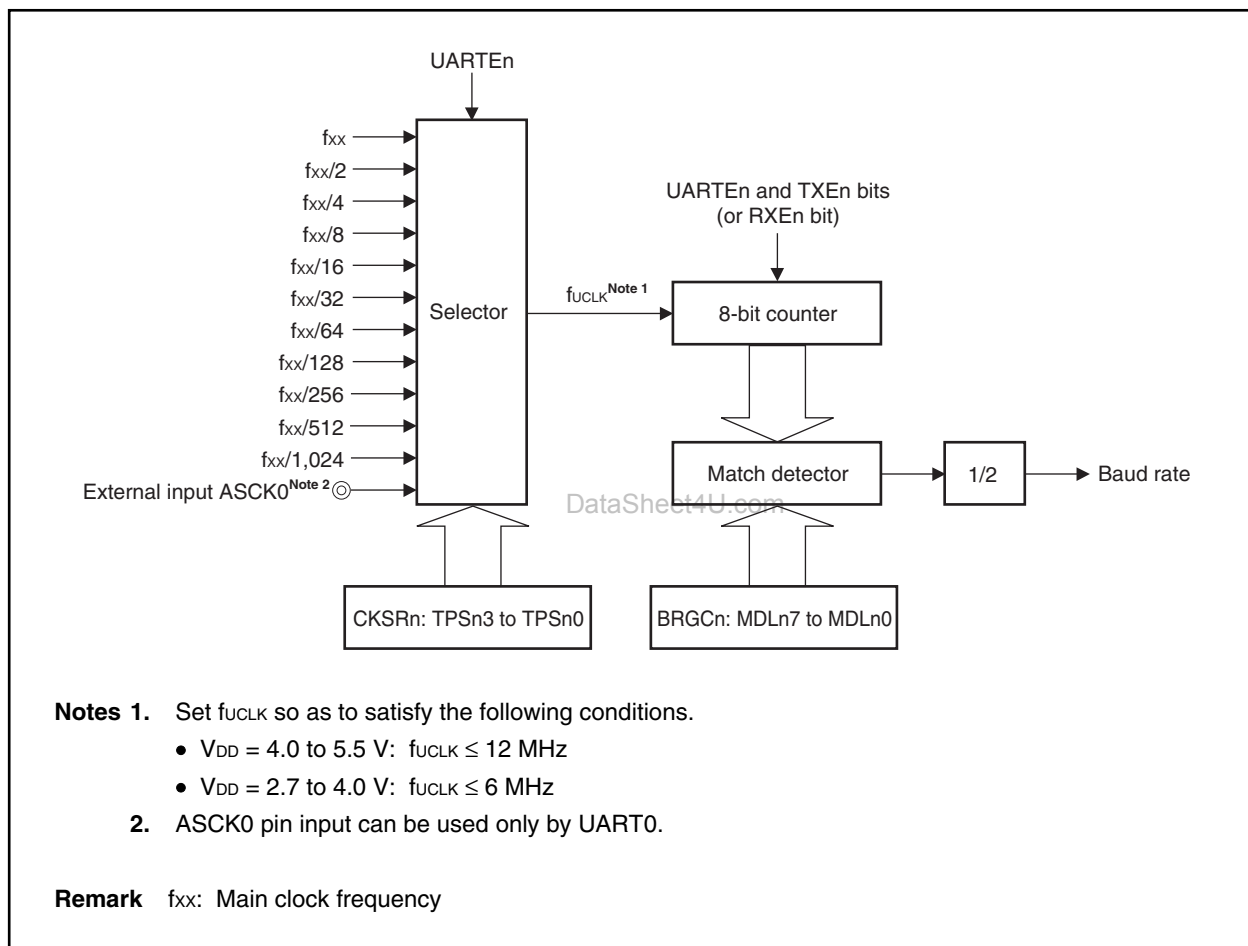 UARTEn
fxx
fxx/2
fxx/4
fxx/8
fxx/16
fxx/32
fxx/64
fxx/128
fxx/256
fxx/512
fxx/1,024
External input ASCK0Note 2
Selector
fUCLKNote 1
UARTEn and TXEn bits
(or RXEn bit)
8-bit counter
Match detector
1/2
Baud rate
DataSheet4U.com
CKSRn: TPSn3 to TPSn0
BRGCn: MDLn7 to MDLn0
Notes 1. Set fUCLK so as to satisfy the following conditions.
• VDD = 4.0 to 5.5 V: fUCLK ≤ 12 MHz
• VDD = 2.7 to 4.0 V: fUCLK ≤ 6 MHz
2. ASCK0 pin input can be used only by UART0.
Remark fxx: Main clock frequency